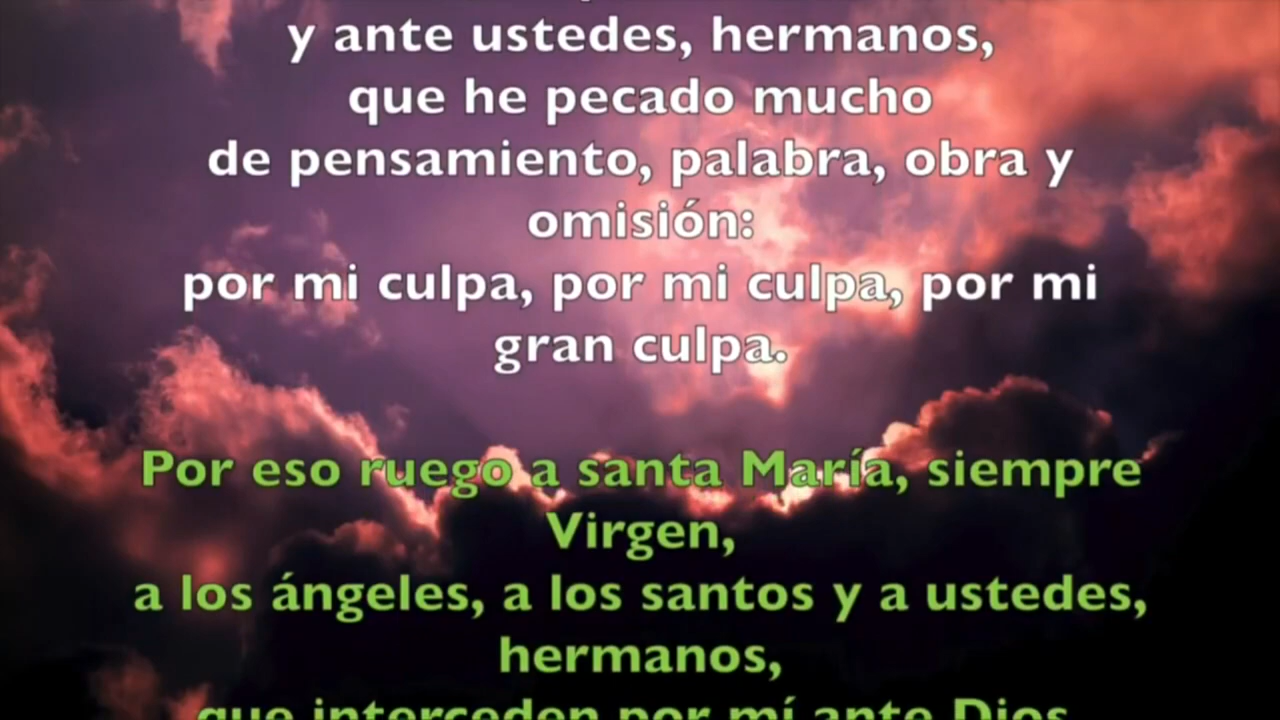 y ante ustedes, hermanos,
que he pecado mucho
de pensamiento, palabra, obra y
omisión:
por mi culpa, por mi culpa, por mi
gran culpa.
Por eso ruego a santa María, siempre
Virgen,
a los ángeles, a los santos y a ustedes,
hermanos,
que interceden por mí ante Dios